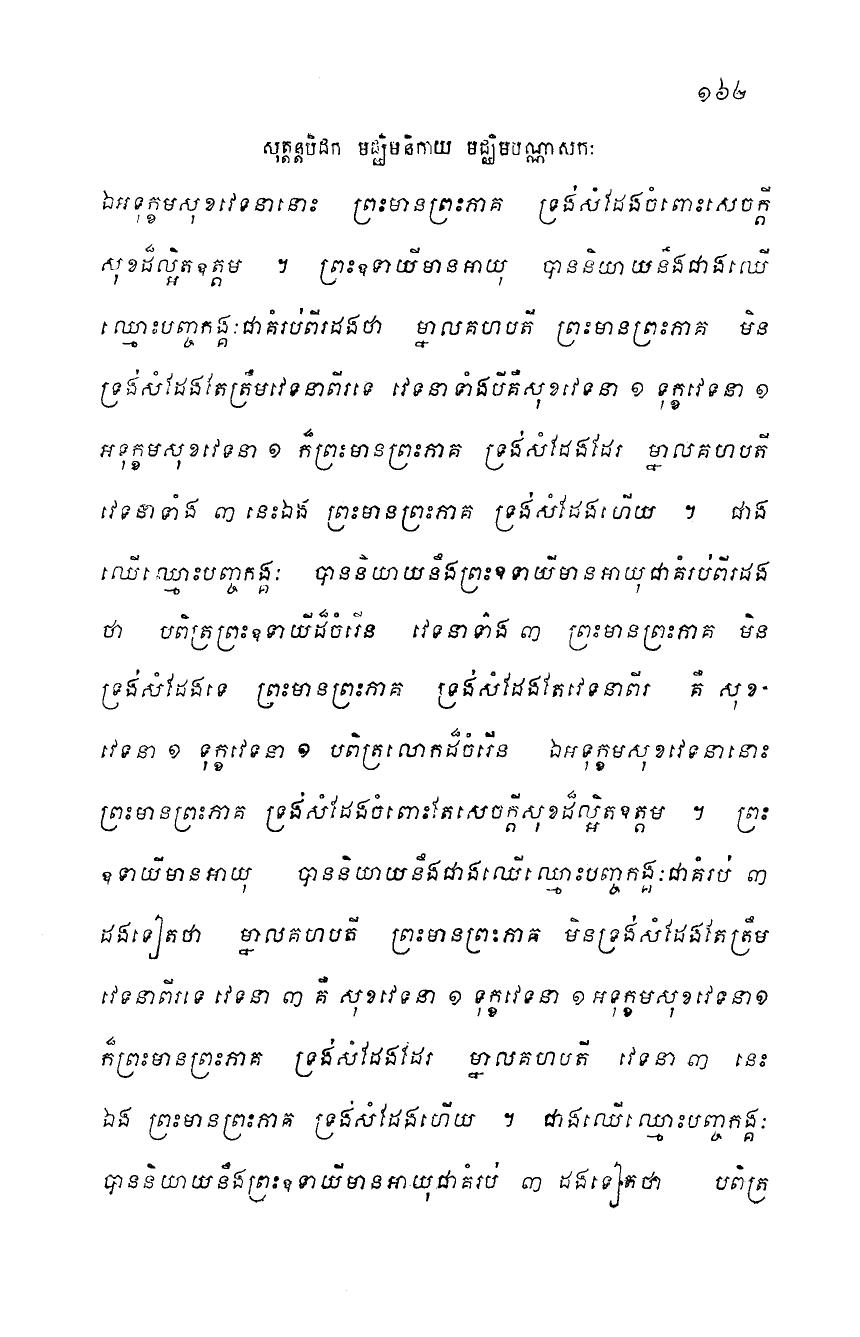 ១៦២
សុត្តន្តបិដក មជ្ឈិមនិកាយ មជ្ឈិមបណ្ណាសកៈ
ឯអទុក្ខមសុខវេទនានោះ ព្រះមានព្រះភាគ ទ្រង់សំដែងចំពោះសេចក្តី
សុខដ៏ល្អិតឧត្តម ។ ព្រះឧទាយីមានអាយុ បាននិយាយនឹងជាងឈើ
ឈ្មោះបញ្ចកង្គៈជាគំរប់ពីរដងថា ម្នាលគហបតី ព្រះមានព្រះភាគ មិន
ទ្រង់សំដែងតែត្រឹមវេទនាពីរទេ វេទនាទាំងបីគឺសុខវេទនា ១ ទុក្ខវេទនា ១
អទុក្ខមសុខវេទនា ១ ក៏ព្រះមានព្រះភាគ ទ្រង់សំដែងដែរ ម្នាលគហបតី
វេទនាទាំង ៣ នេះឯង ព្រះមានព្រះភាគ ទ្រង់សំដែងហើយ ។ ជាង
ឈើឈ្មោះបញ្ចកង្គៈ បាននិយាយនឹងព្រះឧទាយីមានអាយុជាគំរប់ពីរដង
ថា បពិត្រព្រះឧទាយីដ៏ចំរើន វេទនាទាំង ៣ ព្រះមានព្រះភាគ មិន
ទ្រង់សំដែងទេ ព្រះមានព្រះភាគ ទ្រង់សំដែងតែវេទនាពីរ គឺ សុខ-
វេទនា ១ ទុក្ខវេទនា ១ បពិត្រលោកដ៏ចំរើន ឯអទុក្ខមសុខវេទនានោះ
ព្រះមានព្រះភាគ ទ្រង់សំដែងចំពោះតែសេចក្តីសុខដ៏ល្អិតឧត្តម ។ ព្រះ
ឧទាយីមានអាយុ បាននិយាយនឹងជាងឈើឈ្មោះបញ្ចកង្គៈជាគំរប់ ៣
ដងទៀតថា ម្នាលគហបតី ព្រះមានព្រះភាគ មិនទ្រង់សំដែងតែត្រឹម
វេទនាពីរទេ វេទនា ៣ គឺ សុខវេទនា ១ ទុក្ខវេទនា ១ អទុក្ខមសុខវេទនា១
ក៏ព្រះមានព្រះភាគ ទ្រង់សំដែងដែរ ម្នាលគហបតី វេទនា ៣ នេះ
ឯង ព្រះមានព្រះភាគ ទ្រង់សំដែងហើយ ។ ជាងឈើឈ្មោះបញ្ចកង្គៈ
បាននិយាយនឹងព្រះឧទាយីមានអាយុជាគំរប់ ៣ ដងទៀតថា បពិត្រ